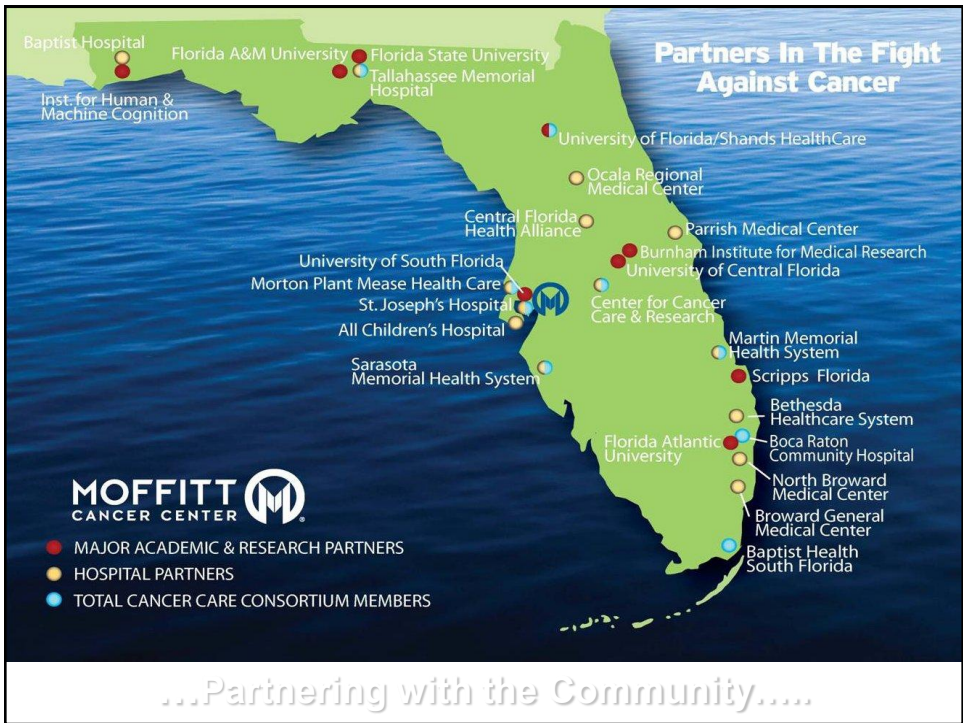 Partners In The Fight
Against Cancer
Baptist Hospital
Inst. for Human &
Machine Cognition
Florida A&M University
Florida State University
Tallahassee Memorial
Hospital
University of Florida/Shands HealthCare
Ocala Regional
Medical Center
Central Florida
Health Alliance
Parrish Medical Center
Burnham Institute for Medical Research
University of Central Florida
University of South Florida
Morton Plant Mease Health Care
St. Joseph's Hospital
All Children's Hospital
Center for Cancer
Care & Research
Sarasota
Memorial Health System
Martin Memorial
Health System
Scripps Florida
Bethesda
Healthcare System
Florida Atlantic
University
Boca Raton
Community Hospital
North Broward
Medical Center
Broward General
Medical Center
Baptist Health
South Florida
MOFFITT
CANCER CENTER
®
MAJOR ACADEMIC & RESEARCH PARTNERS
HOSPITAL PARTNERS
TOTAL CANCER CARE CONSORTIUM MEMBERS
...Partnering with the Community.....